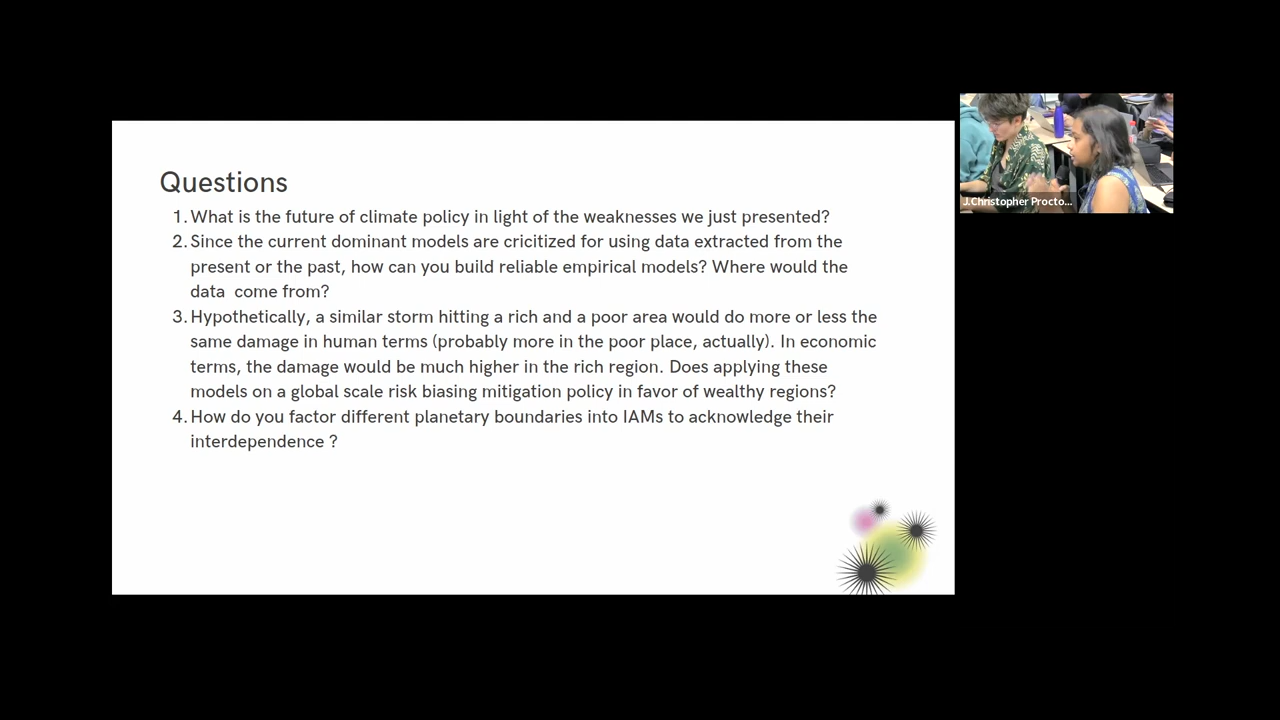 Questions
1. What is the future of climate policy in light of the weaknesses we just presented?
2. Since the current dominant models are cricitized for using data extracted from the
present or the past, how can you build reliable empirical models? Where would the
data  come from?
3. Hypothetically, a similar storm hitting a rich and a poor area would do more or less the
same damage in human terms (probably more in the poor place, actually). In economic
terms, the damage would be much higher in the rich region. Does applying these
models on a global scale risk biasing mitigation policy in favor of wealthy regions?
4. How do you factor different planetary boundaries into IAMs to acknowledge their
interdependence ?
J.Christopher Procto...